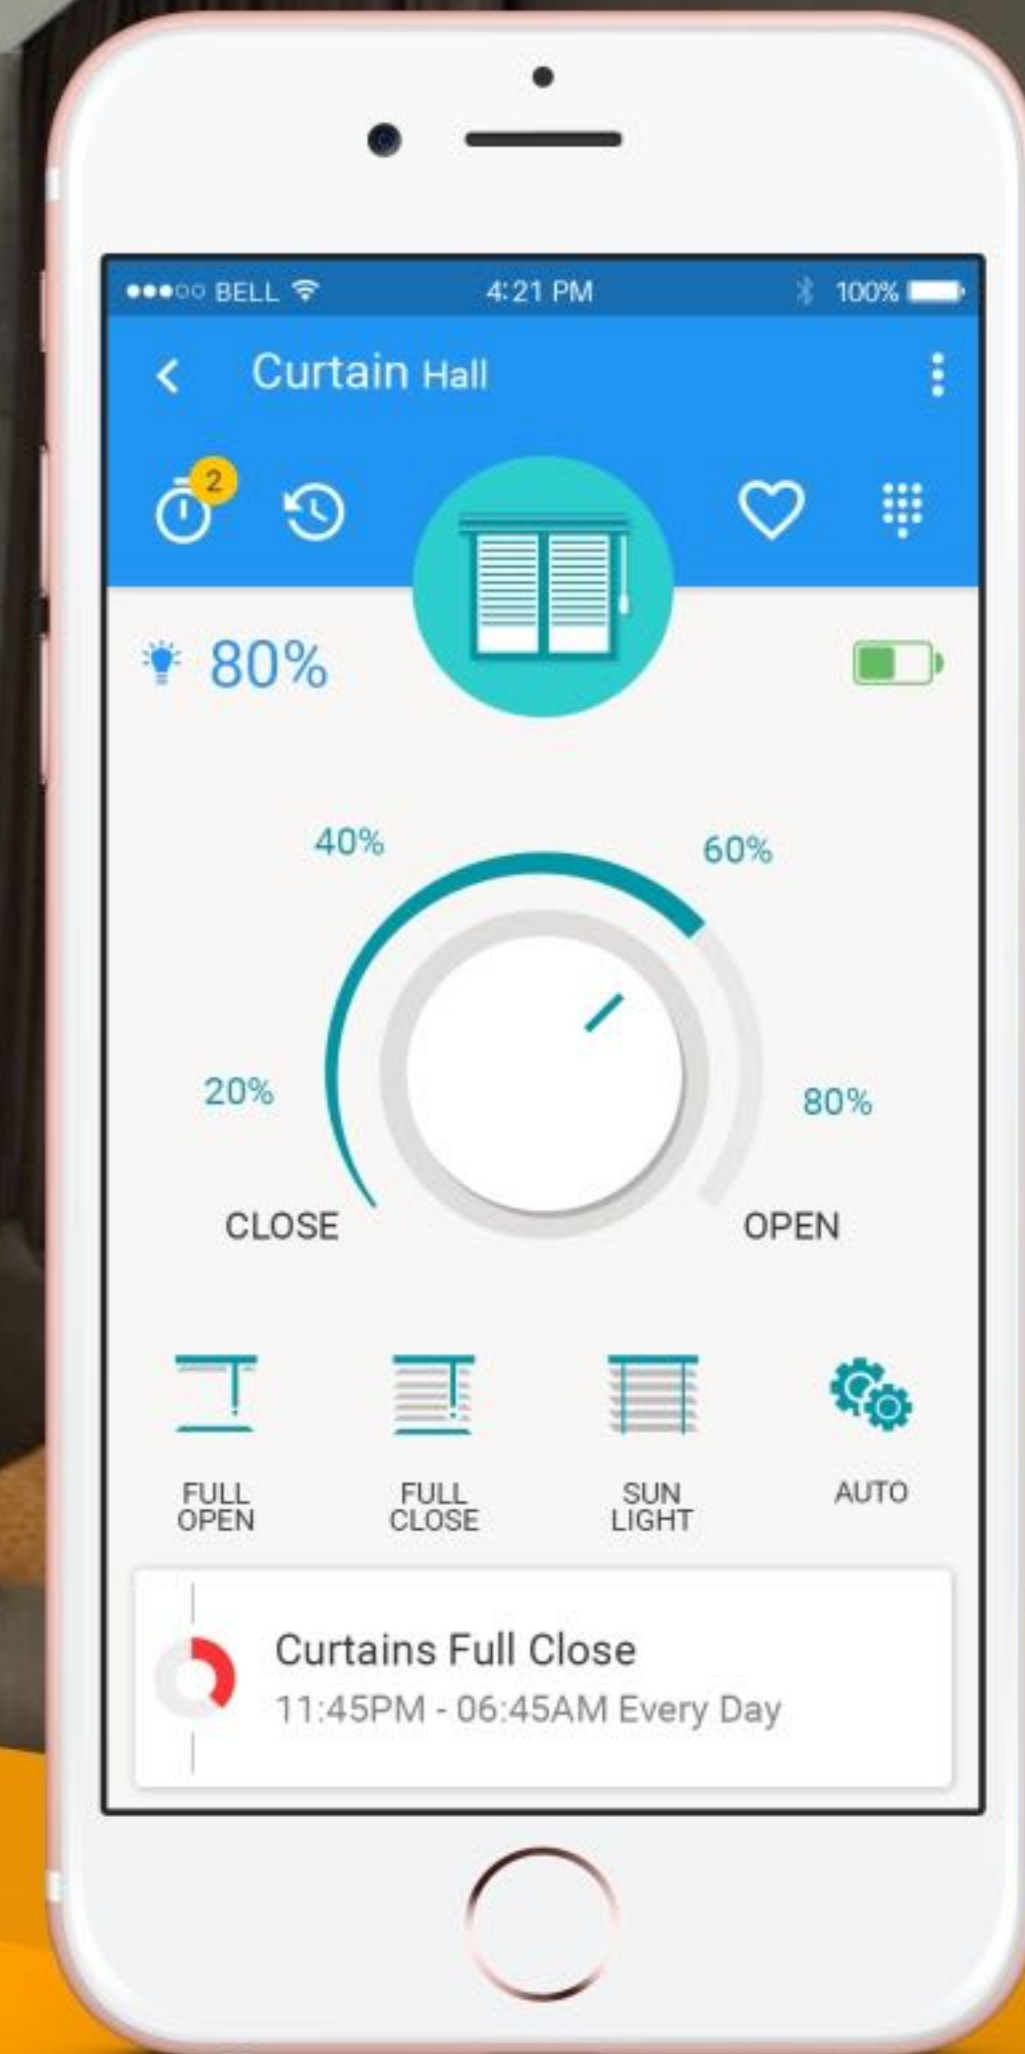 BELL 4:21 PM 100%
Curtain Hall
2
80%
40% 60%
20% 80%
CLOSE OPEN
FULL OPEN
FULL CLOSE
SUN LIGHT
AUTO
Curtains Full Close
11:45PM - 06:45AM Every Day